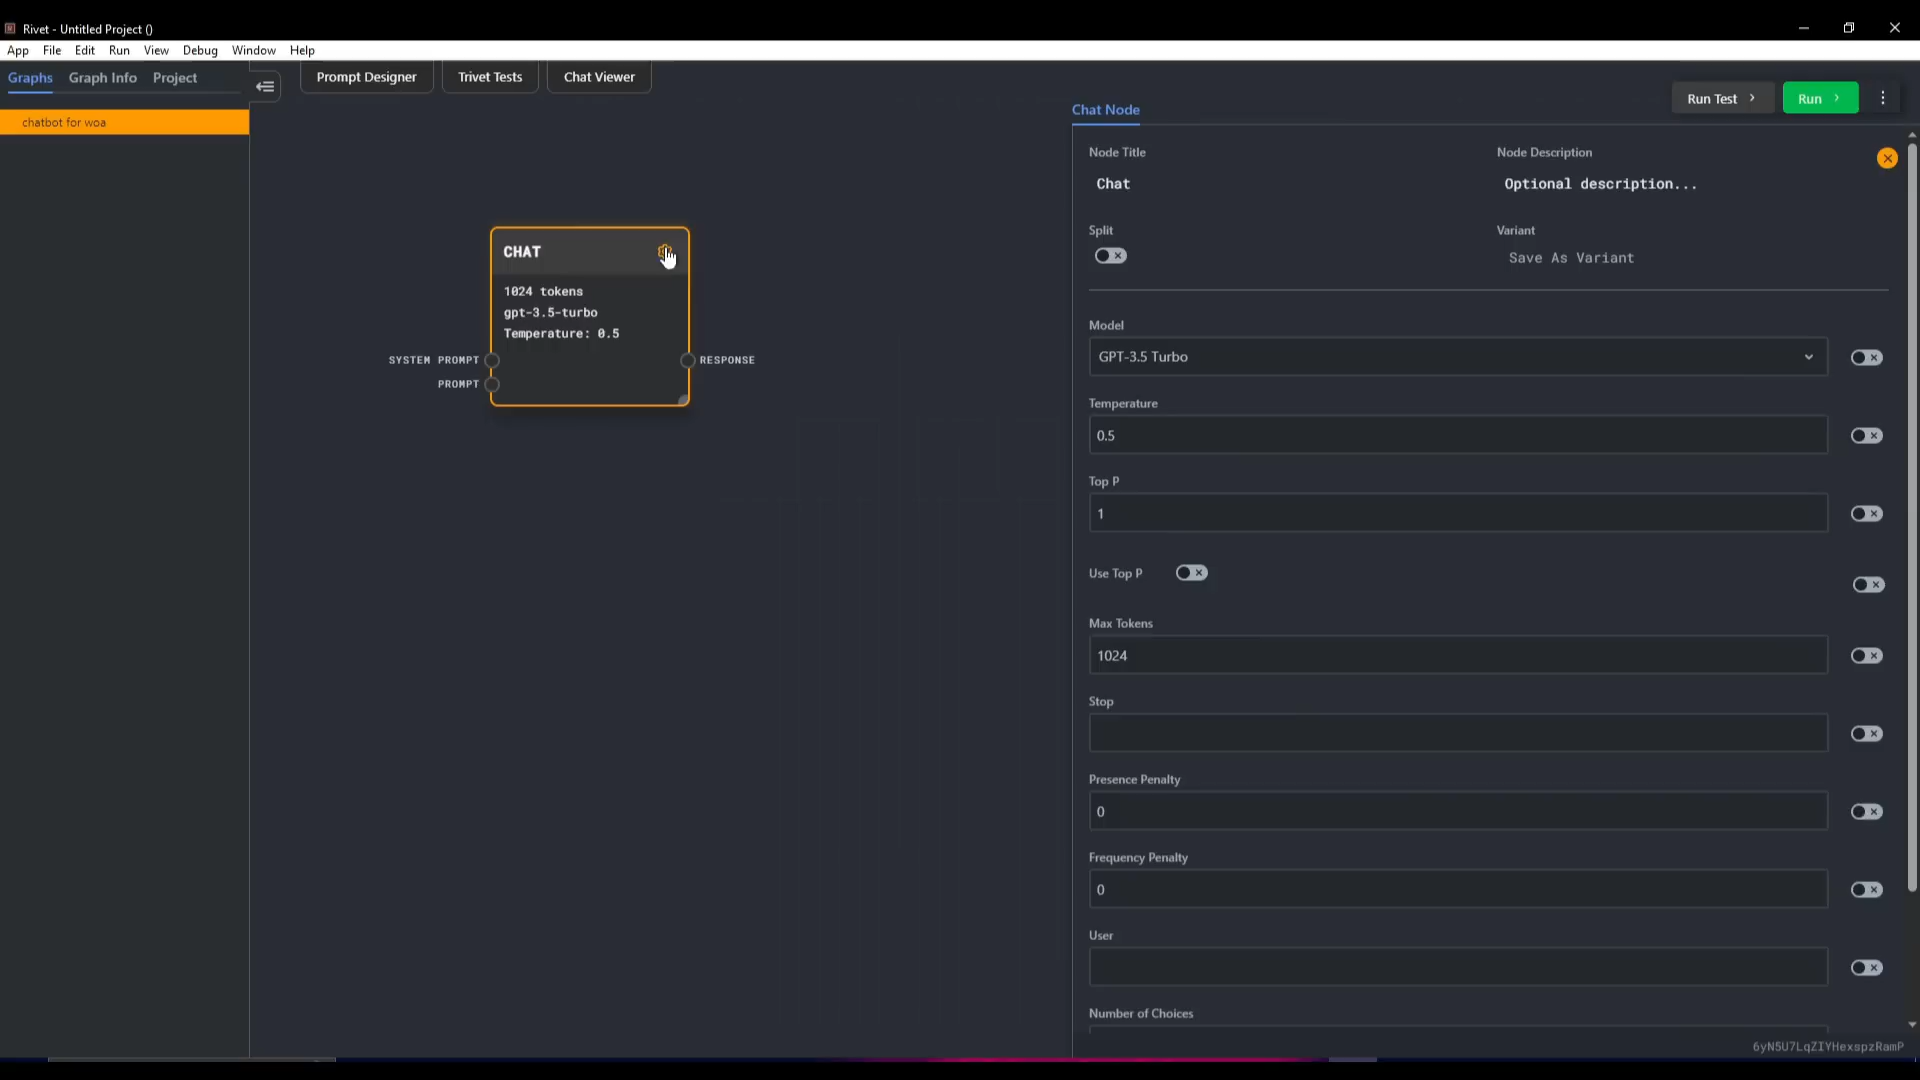 Rivet - Untitled Project ()
App File Edit Run View Debug Window Help
Graphs Graph Info Project
Prompt Designer Trivet Tests Chat Viewer
Run Test Run
chatbot for woa
CHAT
1024 tokens
gpt-3.5-turbo
Temperature: 0.5
SYSTEM PROMPT
PROMPT
RESPONSE
Chat Node
Node Title Node Description
Chat Optional description...
Split Variant
Save As Variant
Model
GPT-3.5 Turbo
Temperature
0.5
Top P
1
Use Top P
Max Tokens
1024
Stop
Presence Penalty
0
Frequency Penalty
0
User
Number of Choices
6yN5U7LqZIYHexspzRamP